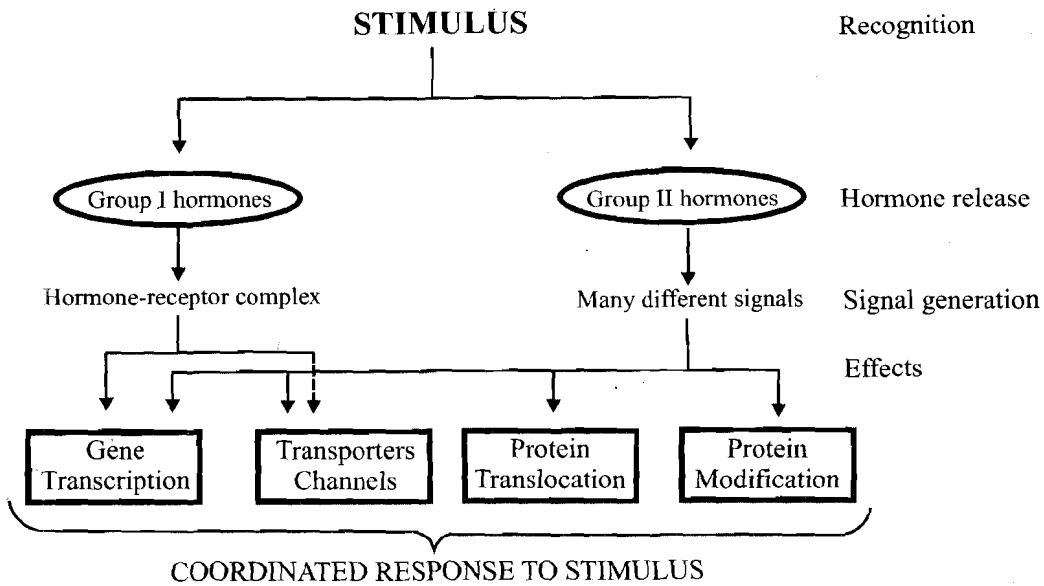 STIMULUS
Recognition
Group I hormones
Group II hormones
Hormone release
Hormone-receptor complex
Many different signals
Signal generation
Effects
Gene
Transcription
Transporters
Channels
Protein
Translocation
Protein
Modification
COORDINATED RESPONSE TO STIMULUS